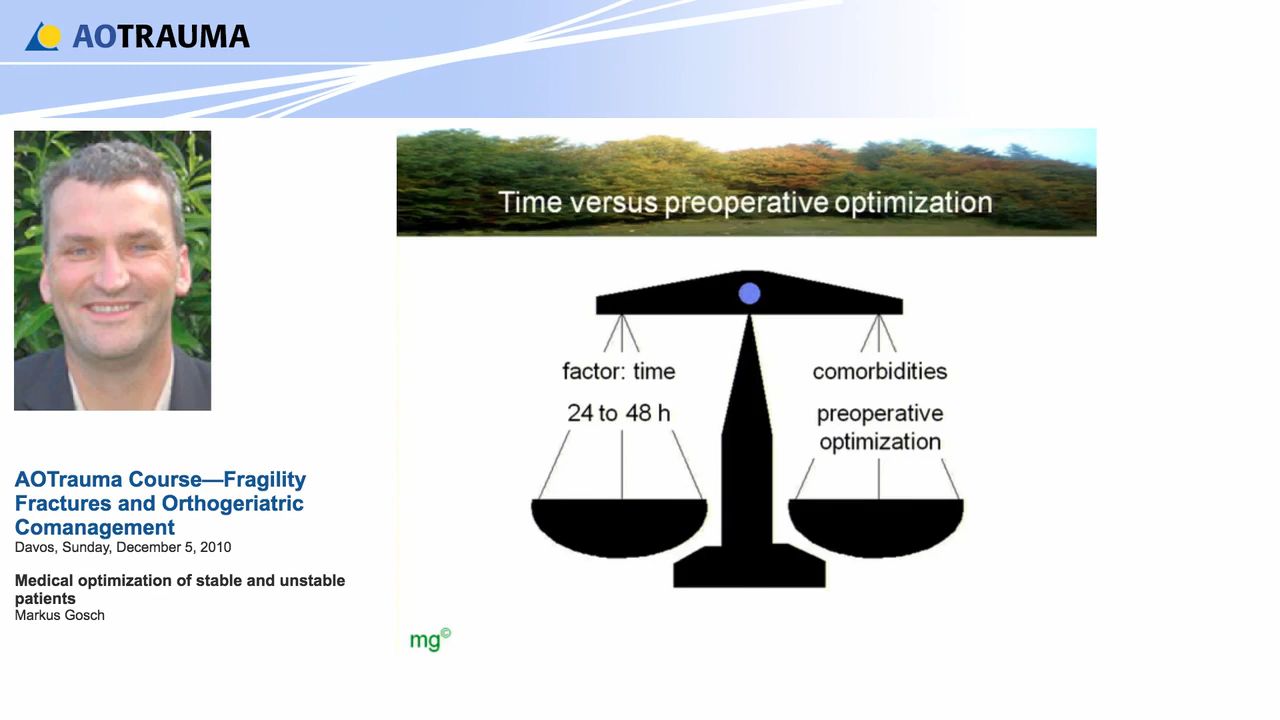 AOTRAUMA
Time versus preoperative optimization
factor: time
24 to 48 h
comorbidities
preoperative
optimization
mg©
AOTrauma Course—Fragility
Fractures and Orthogeriatric
Comanagement
Davos, Sunday, December 5, 2010
Medical optimization of stable and unstable
patients
Markus Gosch